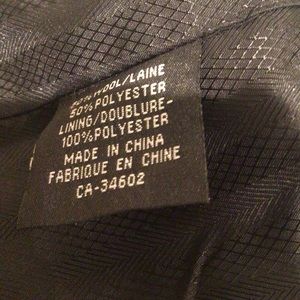 WOOL/LAINE
50% POLYESTER
LINING/DOUBLURE-
100% POLYESTER
MADE IN CHINA
FABRIQUE EN CHINE
CA-34602